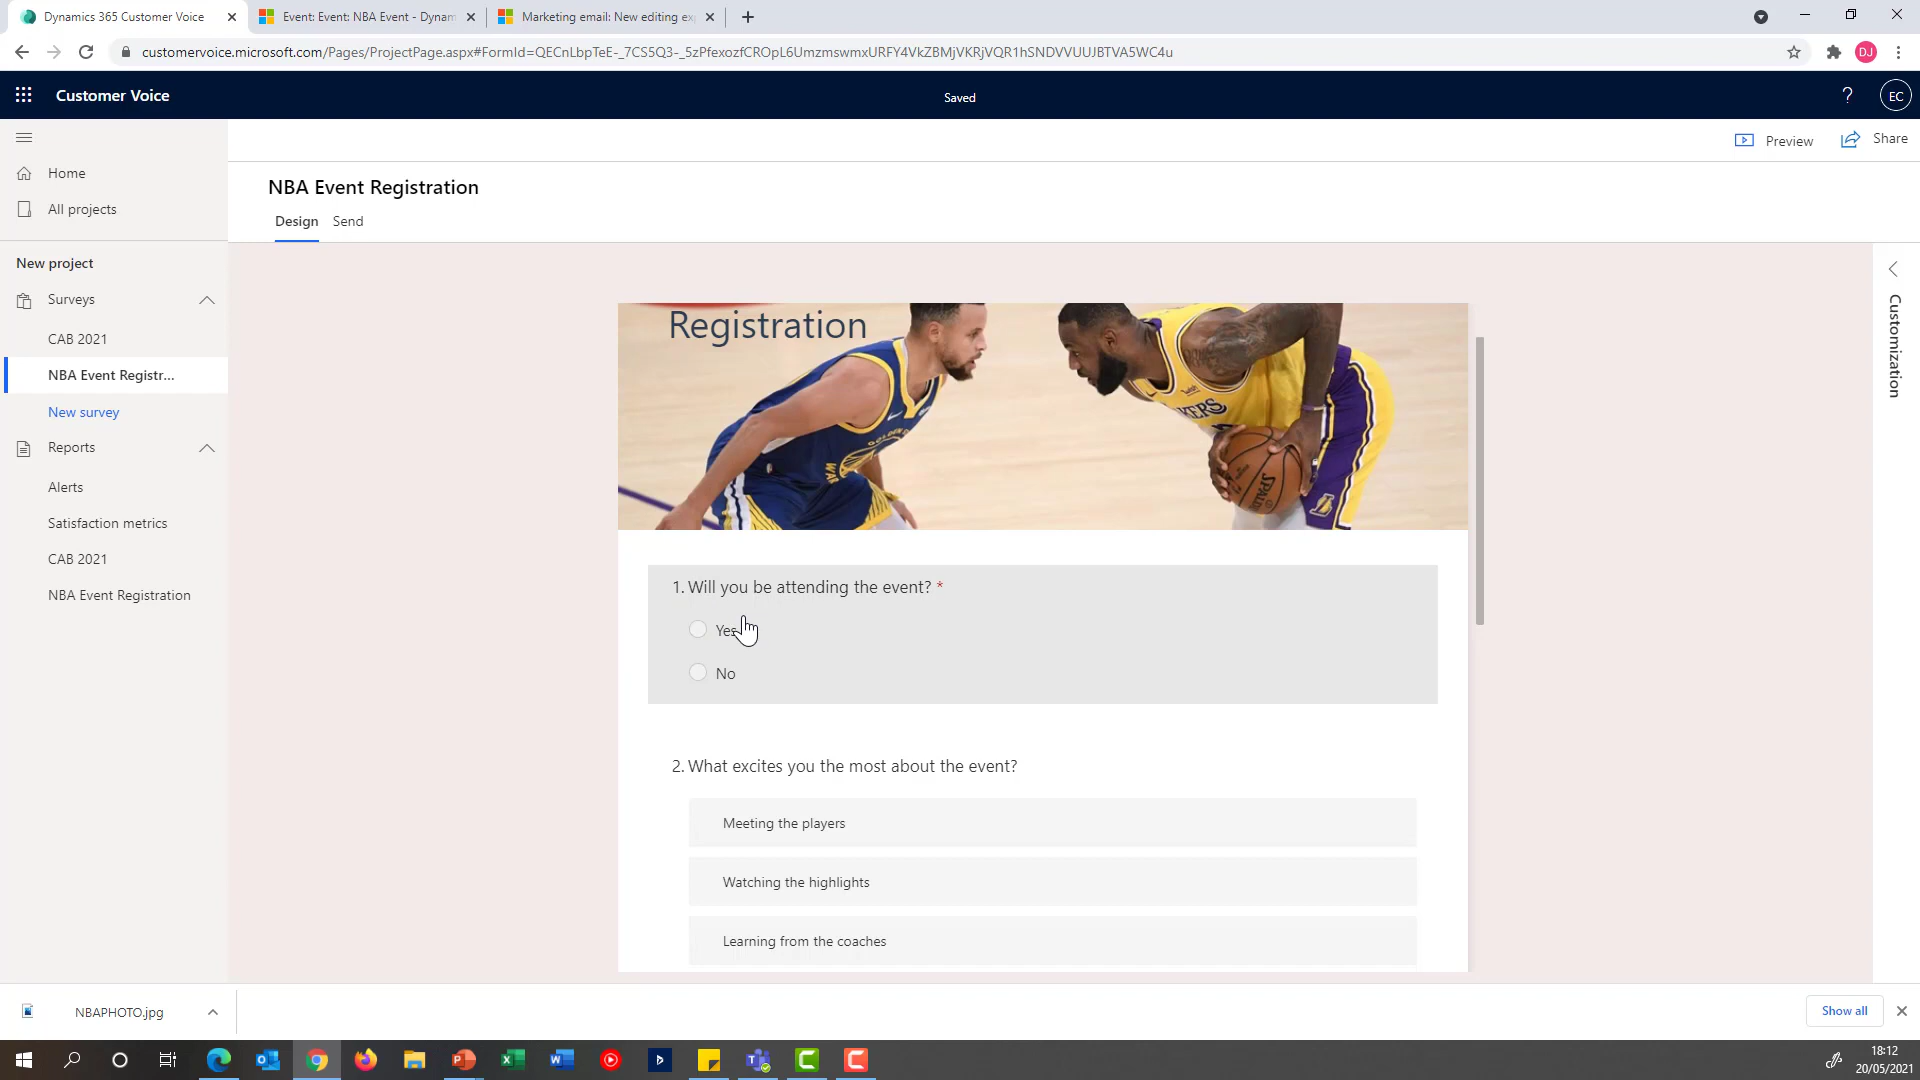 Dynamics 365 Customer Voice
Event: Event: NBA Event - Dynam
Marketing email: New editing ex
customervoice.microsoft.com/Pages/ProjectPage.aspx#FormId=QECnLbpTeE-_7CS5Q3-_5zPfexozfCROpL6UmzmswmxURFY4VkZBMjVKRjVQR1hSNDVVUUJBTVA5WC4u
DJ
Customer Voice
Saved
?
EC
Preview
Share
Home
All projects
NBA Event Registration
Design
Send
New project
Surveys
CAB 2021
NBA Event Registr...
New survey
Reports
Alerts
Satisfaction metrics
CAB 2021
NBA Event Registration
Customization
Registration
1. Will you be attending the event? *
Yes
No
2. What excites you the most about the event?
Meeting the players
Watching the highlights
Learning from the coaches
NBAPHOTO.jpg
Show all
18:12
20/05/2021